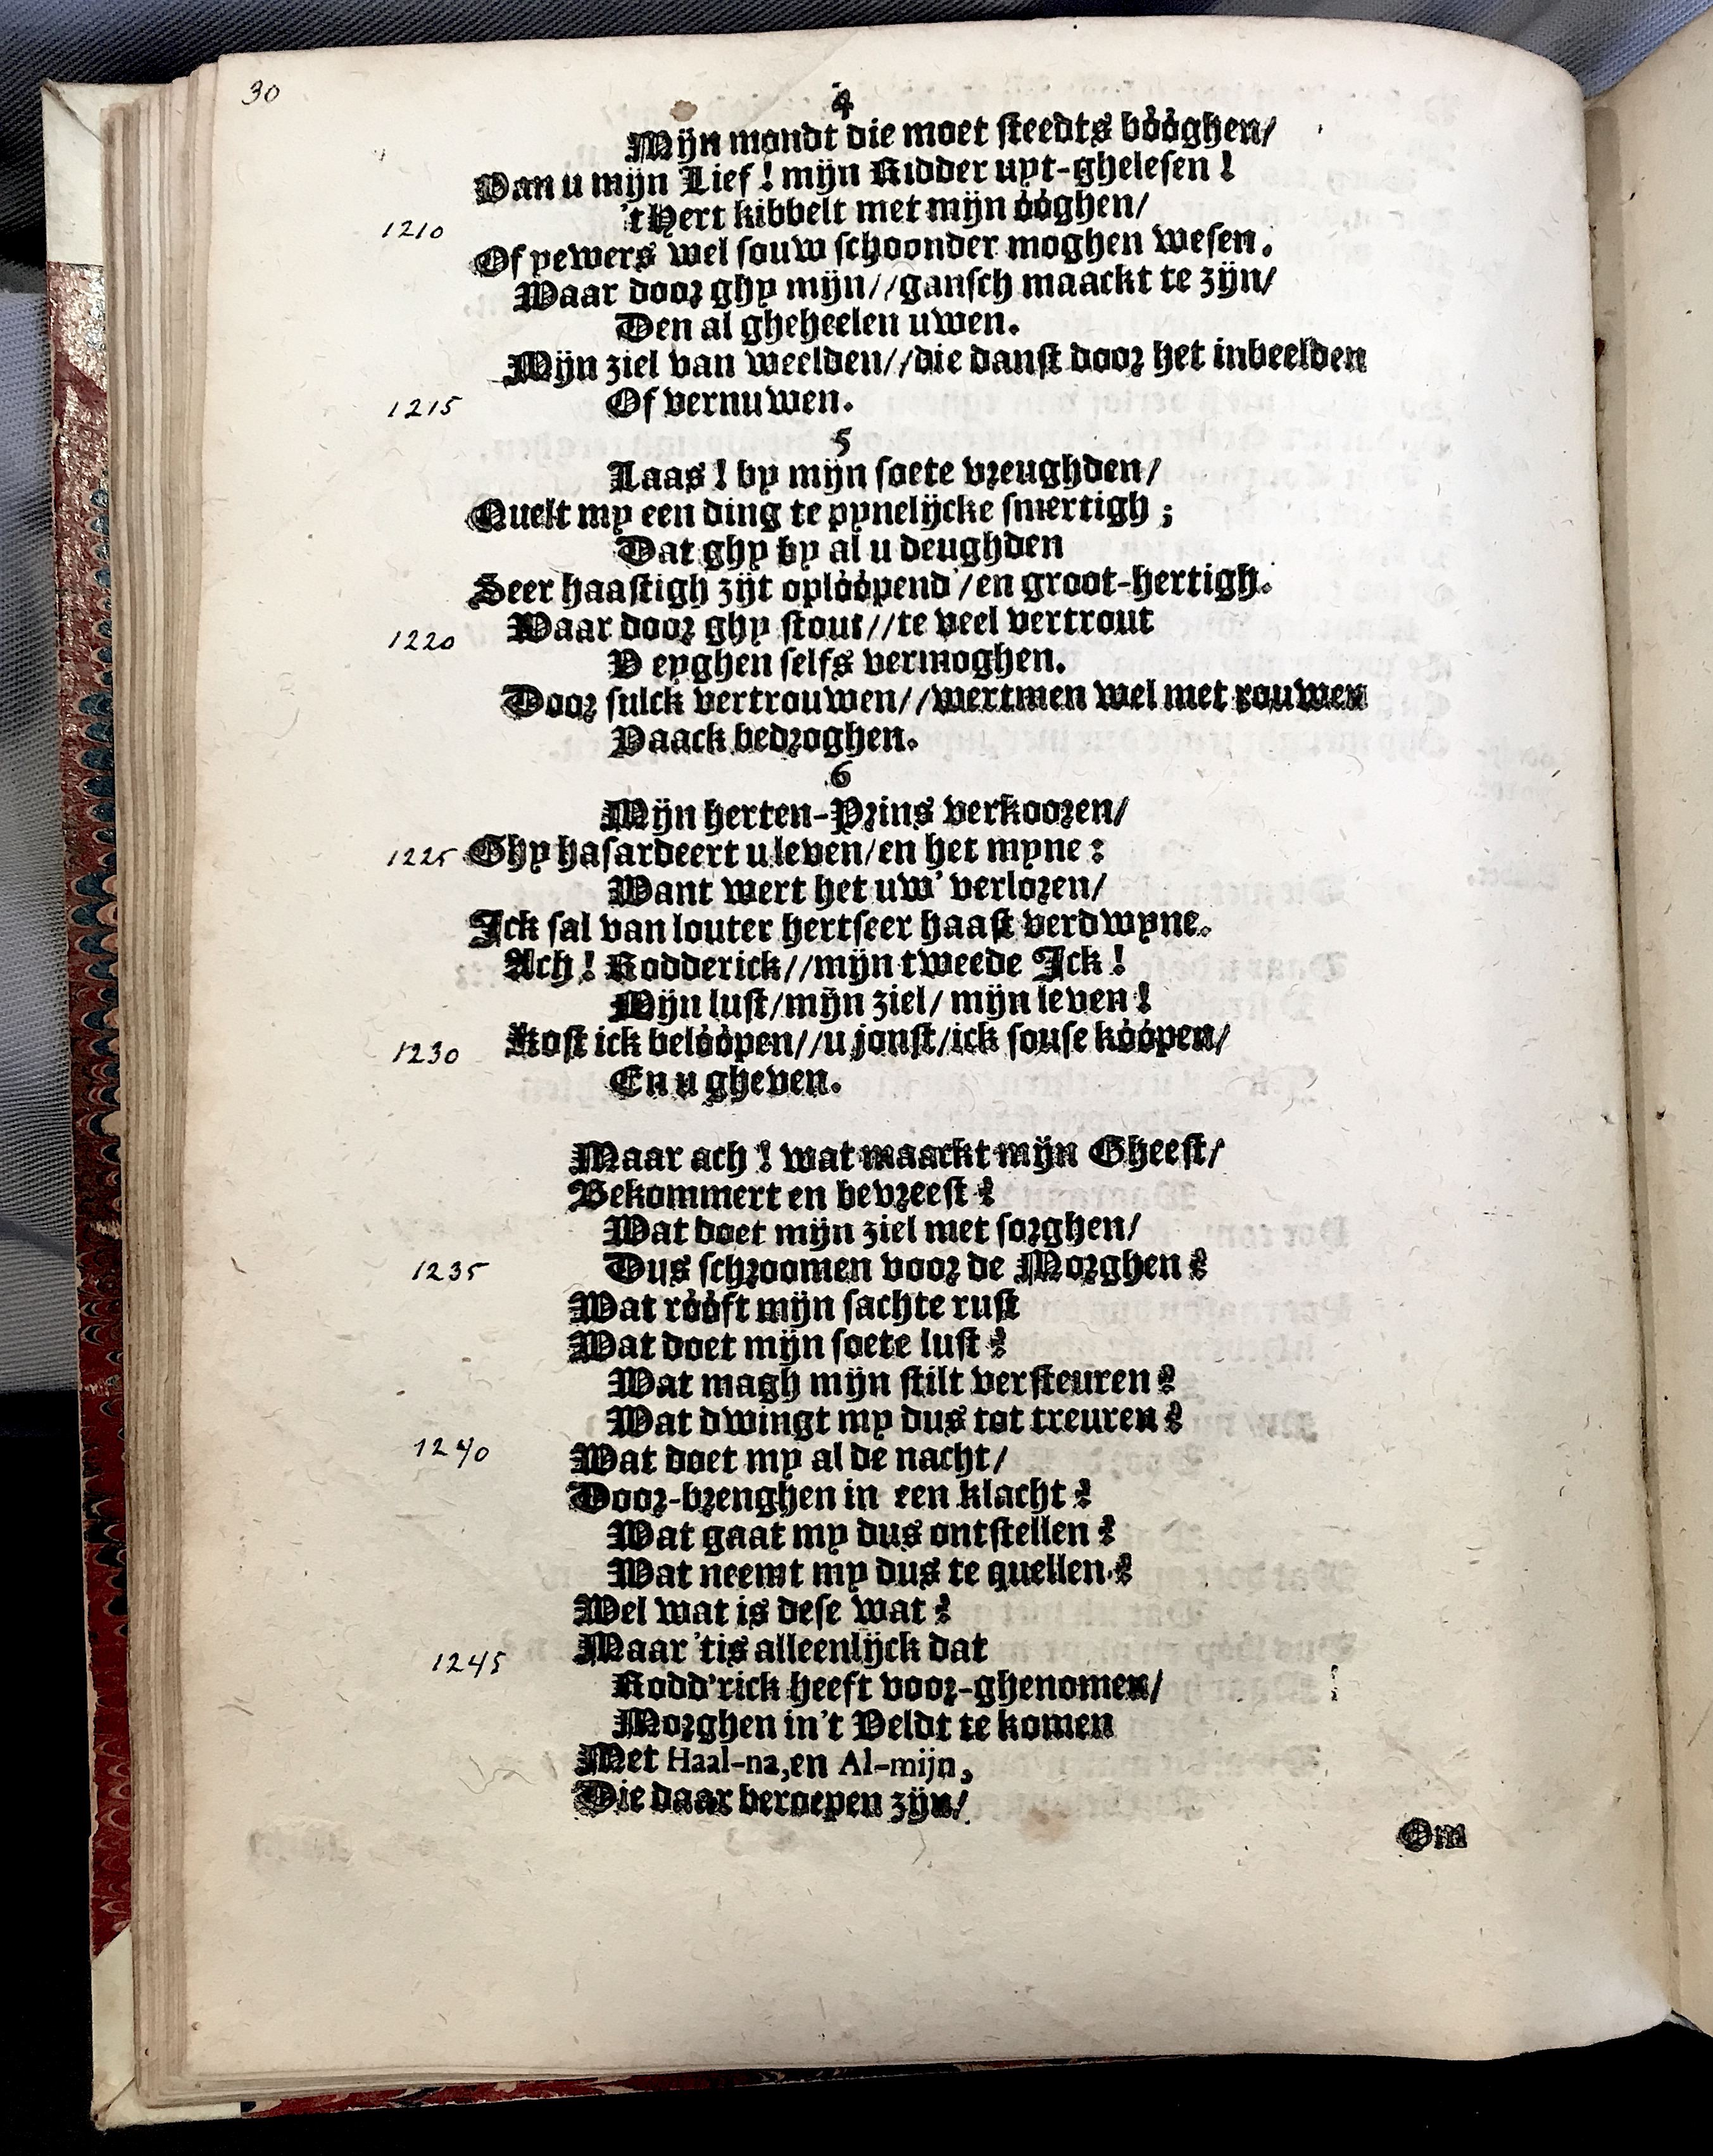 30
4
Mijn mondt die moet steedts bóóghen/
Van u mijn Lief! mijn Ridder uyt-ghelesen!
't Hert kibbelt met mijn óóghen/
1210
Of yewers wel souw schoonder moghen wesen.
Waar door ghy mijn//gansch maackt te zijn/
Den al gheheelen uwen.
Mijn ziel van weelden//die danst door het inbeelden
1215 Of vernuwen.
5
Laas! by mijn soete vreughden/
Quelt my een ding te pynelijcke smertigh;
Dat ghy by al u deughden
Seer haastigh zijt oplóópend'/en groot-hertigh.
1220 Waar door ghy stout//te veel vertrout
V eyghen selfs vermoghen.
Door sulck vertrouwen//wertmen wel met rouwen
Vaack bedroghen.
6
Mijn herten-Prins verkooren/
1225 Ghy hasardeert u leven/en het myne:
Want wert het uw' verloren/
Ick sal van louter hertseer haast verdwyne.
Ach! Rodderick//mijn tweede Ick!
Mijn lust/mijn ziel/mijn leven!
1230 Kost ick belóópen//u jonst/ick souse kóópen/
En u gheven.
Maar ach! wat maackt mijn Gheest/
Bekommert en bevreest?
Wat doet mijn ziel met sorghen/
1235 Dus schroomen voor de Morghen?
Wat róóft mijn sachte rust
Wat doet mijn soete lust?
Wat magh mijn stilt versteuren?
Wat dwingt my dus tot treuren?
1240 Wat doet my al de nacht/
Door-brenghen in een klacht?
Wat gaat my dus ontstellen?
Wat neemt my dus te quellen?
Wel wat is dese wat?
1245 Maar 'tis alleenlijck dat
Rodd'rick heeft voor-ghenomen/
Morghen in't Veldt te komen
Met Haal-na, en Al-mijn,
Die daar beroepen zijn/
Om